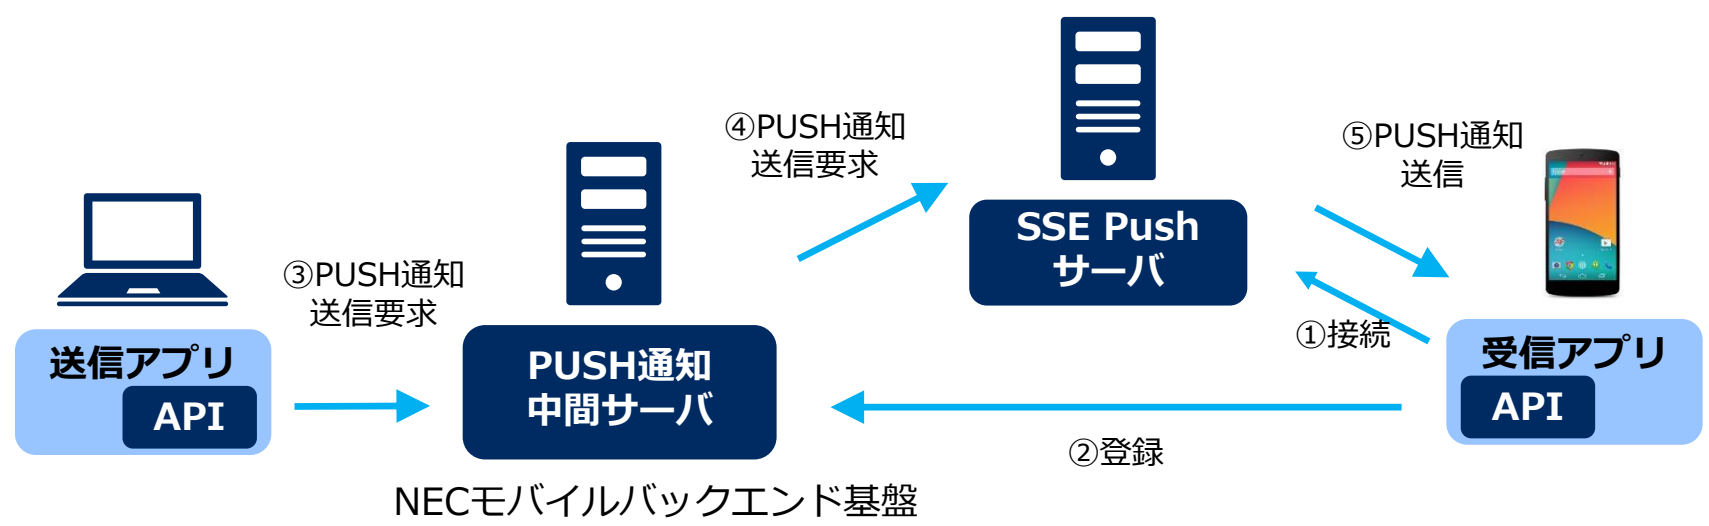 ④PUSH通知
送信要求
⑤PUSH通知
送信
SSE Push
サーバ
③PUSH通知
送信要求
①接続
送信アプリ
API
PUSH通知
中間サーバ
受信アプリ
API
②登録
NECモバイルバックエンド基盤